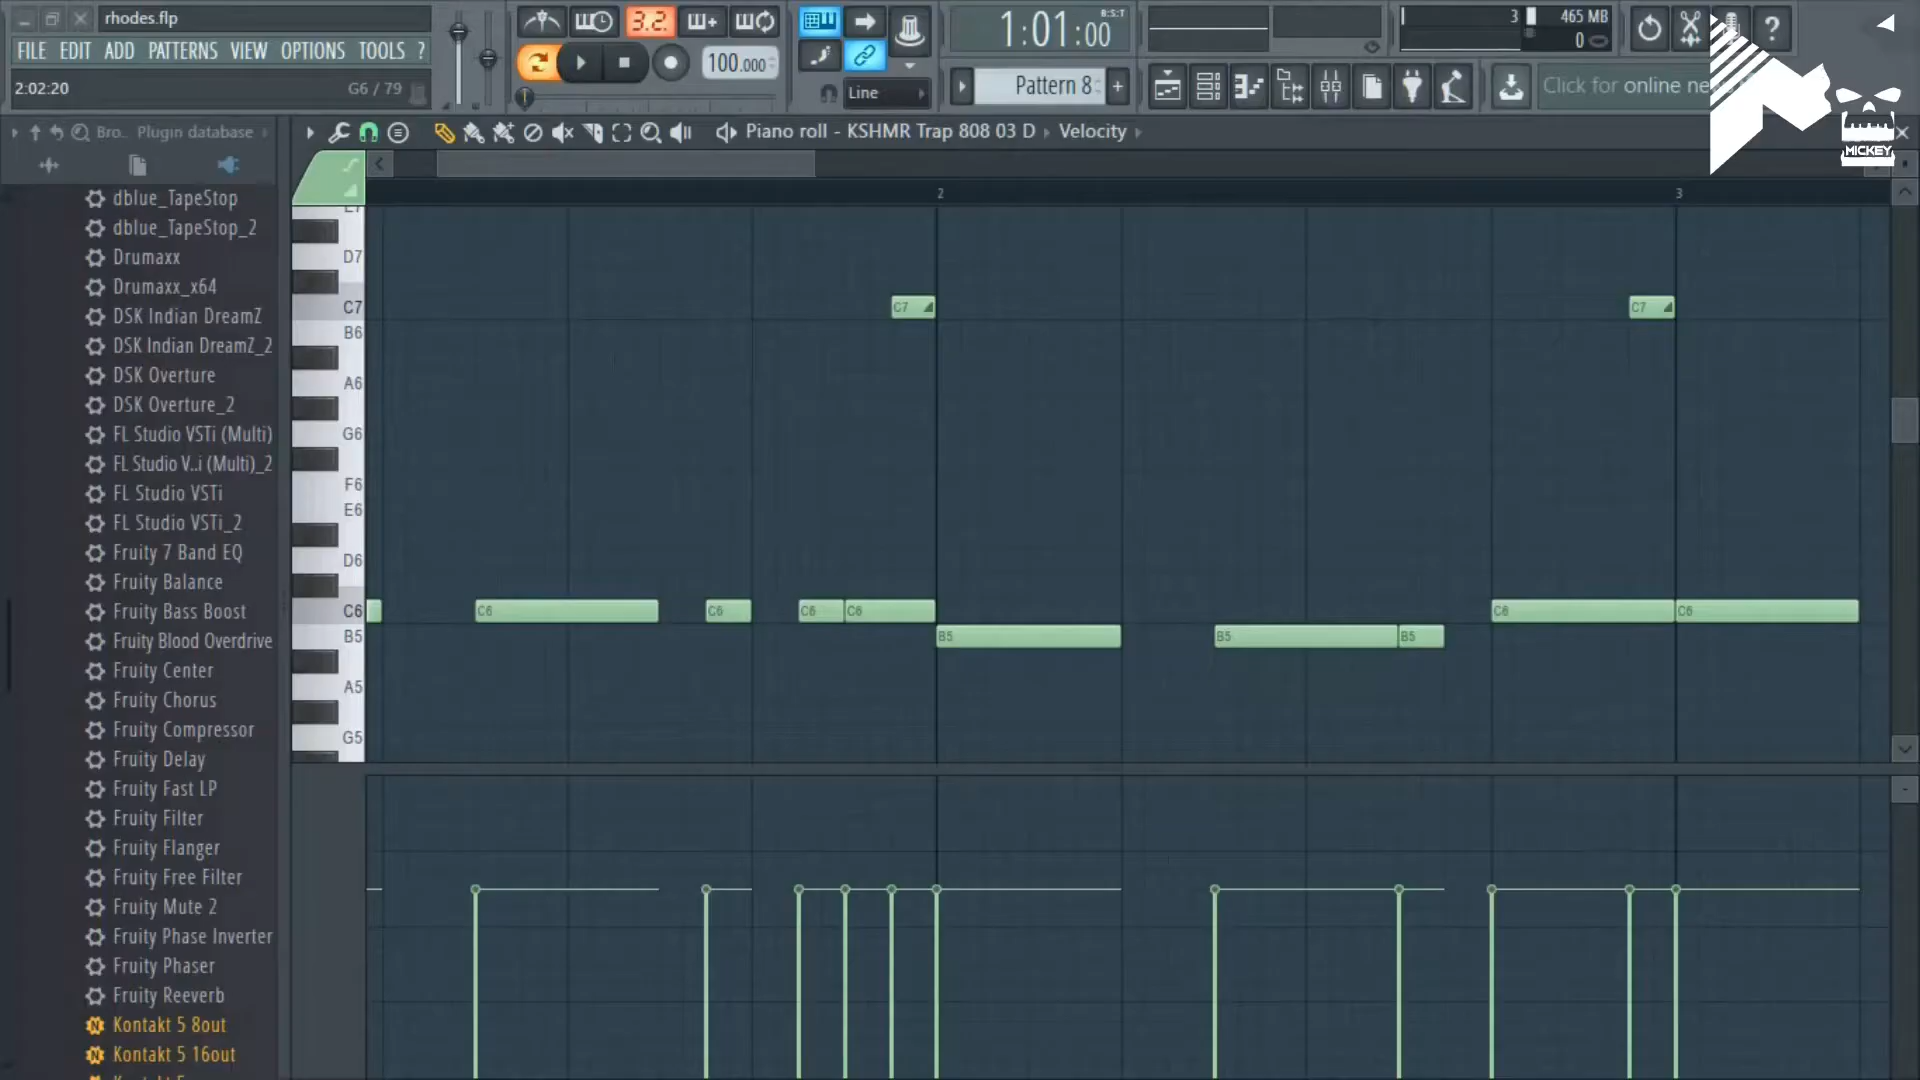 rhodes.flp
FILE EDIT ADD PATTERNS VIEW OPTIONS TOOLS ?
2:02:20 G6 / 79
3.2.
100.000
Line
1:01:00
B:S:T
Pattern 8
3
465 MB
0
Click for online ne
?
MICKEY
Bro.. Plugin database
Piano roll - KSHMR Trap 808 03 D Velocity
dblue_TapeStop
dblue_TapeStop_2
Drumaxx
Drumaxx_x64
DSK Indian DreamZ
DSK Indian DreamZ_2
DSK Overture
DSK Overture_2
FL Studio VSTi (Multi)
FL Studio V..i (Multi)_2
FL Studio VSTi
FL Studio VSTi_2
Fruity 7 Band EQ
Fruity Balance
Fruity Bass Boost
Fruity Blood Overdrive
Fruity Center
Fruity Chorus
Fruity Compressor
Fruity Delay
Fruity Fast LP
Fruity Filter
Fruity Flanger
Fruity Free Filter
Fruity Mute 2
Fruity Phase Inverter
Fruity Phaser
Fruity Reeverb
Kontakt 5 8out
Kontakt 5 16out
2 3
E7
D7
C7 C7 C7
B6
A6
G6
F6
E6
D6
C6 C6 C6 C6 C6 C6 C6
B5 B5 B5 B5
A5
G5